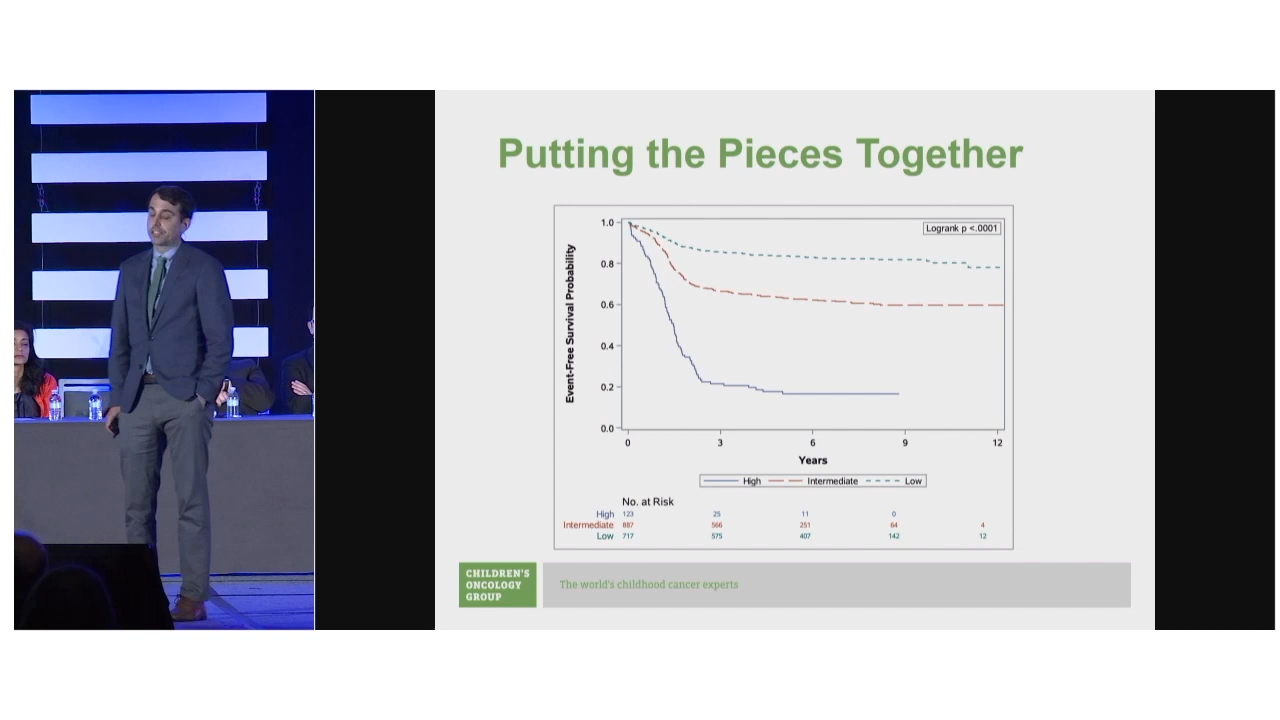 Putting the Pieces Together
Logrank p <.0001
Event-Free Survival Probability
1.0
0.8
0.6
0.4
0.2
0.0
0 3 6 9 12
Years
High Intermediate Low
No. at Risk
High 123 25 11 0
Intermediate 887 566 251 64 4
Low 717 575 407 142 12
CHILDREN'S
ONCOLOGY
GROUP
The world's childhood cancer experts